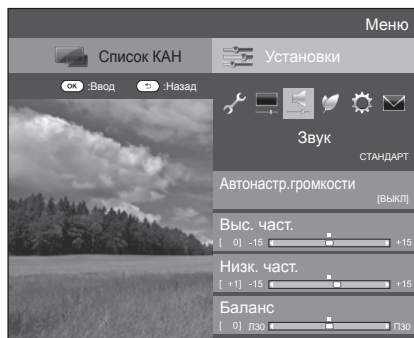 Меню
Список КАН
Установки
OK :Ввод :Назад
Звук
СТАНДАРТ
Автонастр.громкости
[ВЫКЛ]
Выс. част.
[ 0] -15 +15
Низк. част.
[ +1] -15 +15
Баланс
[ 0] Л30 П30